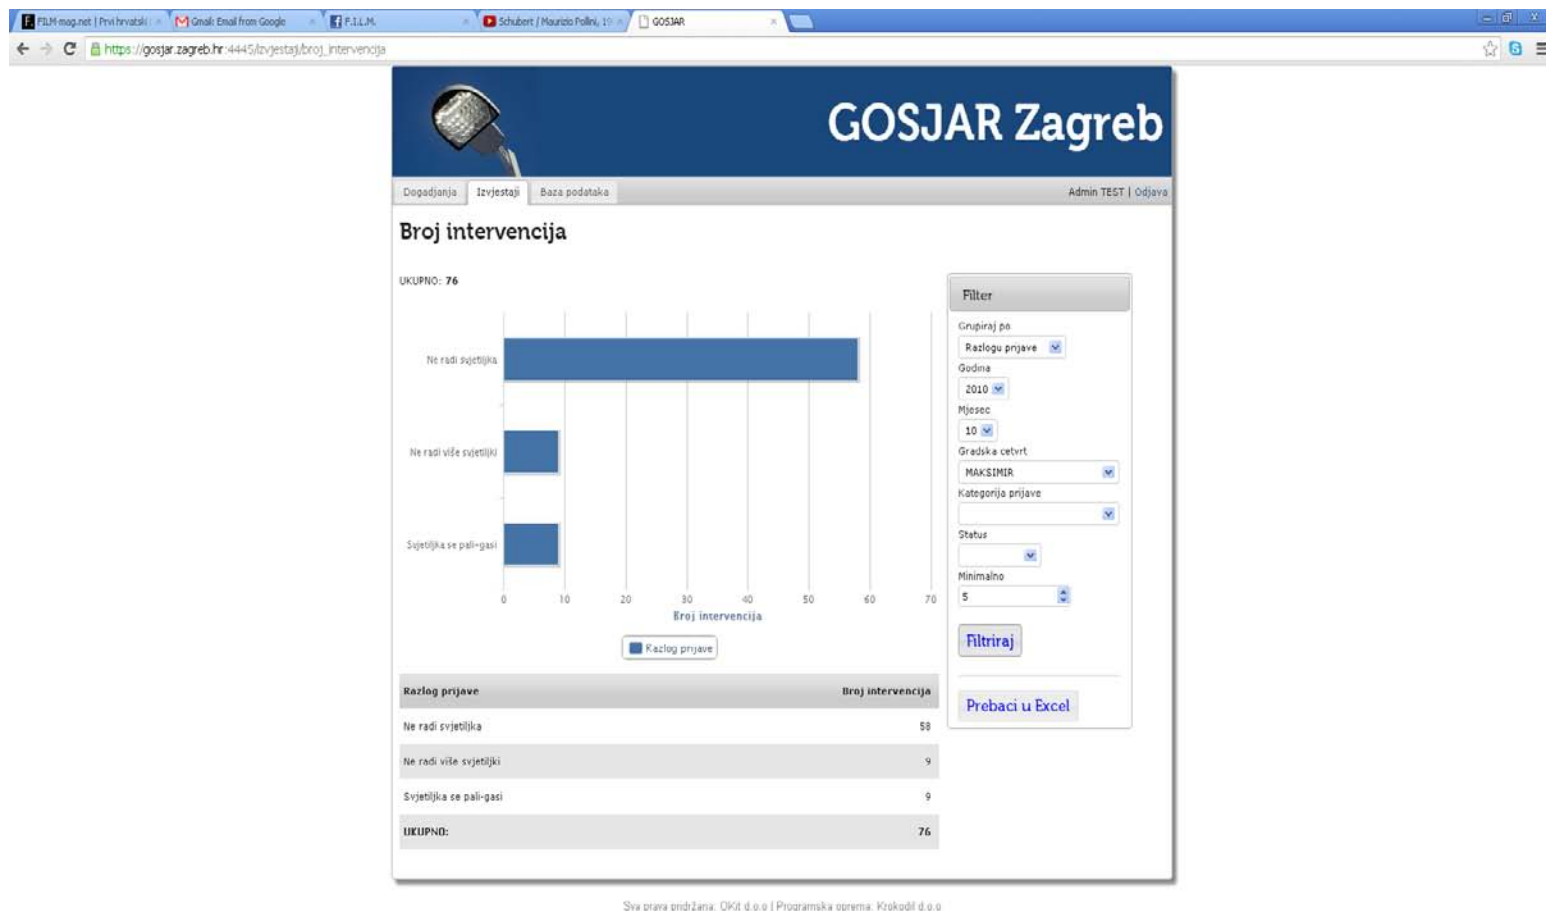 FILM-mag.net | Prvi hrvatski
Gmail: Email from Google
F.I.L.M.
Schubert / Maurizio Pollini, 19
GOSJAR
https://gosjar.zagreb.hr:4445/izvjestaji/broj_intervencija
GOSJAR Zagreb
Dogadjanja
Izvjestaji
Baza podataka
Admin TEST | Odjava
Broj intervencija
UKUPNO: 76
Ne radi svjetiljka
Ne radi više svjetiljki
Svjetiljka se pali-gasi
0 10 20 30 40 50 60 70
Broj intervencija
Razlog prijave
Razlog prijave Broj intervencija
Ne radi svjetiljka 58
Ne radi više svjetiljki 9
Svjetiljka se pali-gasi 9
UKUPNO: 76
Filter
Grupiraj po
Razlogu prijave
Godina
2010
Mjesec
10
Gradska cetvrt
MAKSIMIR
Kategorija prijave
Status
Minimalno
5
Filtriraj
Prebaci u Excel
Sva prava pridržana: OKit d.o.o | Programska oprema: Krokodil d.o.o